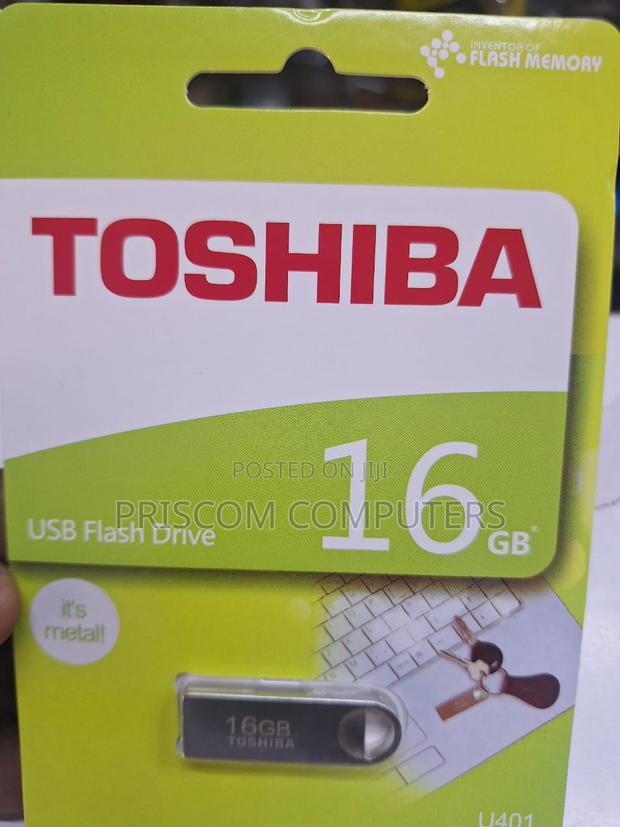 INVENTOR OF
FLASH MEMORY
TOSHIBA
16 GB*
POSTED ON JIJI
PRISCOM COMPUTERS
USB Flash Drive
it's
metal!
16GB
TOSHIBA
U401